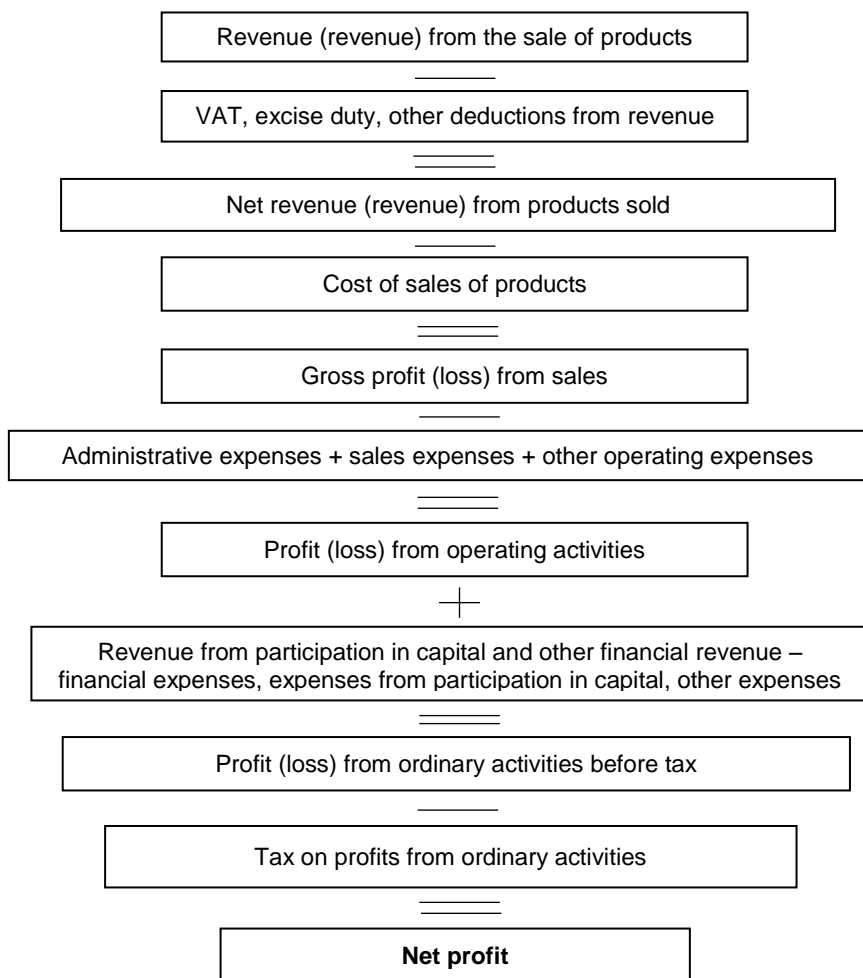 Revenue (revenue) from the sale of products
VAT, excise duty, other deductions from revenue
Net revenue (revenue) from products sold
Cost of sales of products
Gross profit (loss) from sales
Administrative expenses + sales expenses + other operating expenses
Profit (loss) from operating activities
Revenue from participation in capital and other financial revenue –
financial expenses, expenses from participation in capital, other expenses
Profit (loss) from ordinary activities before tax
Tax on profits from ordinary activities
Net profit